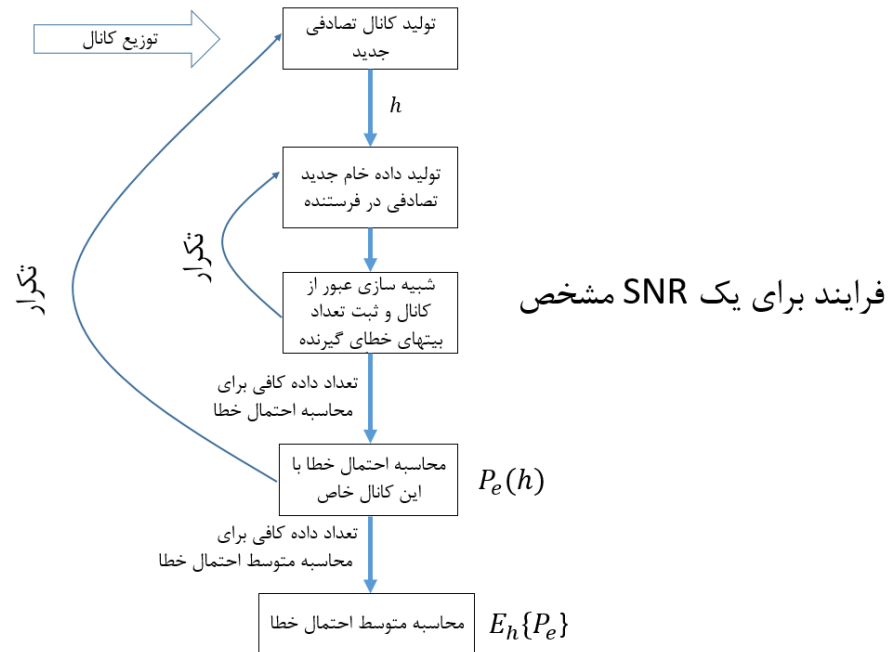 توزیع کانال
تولید کانال تصادفی
جدید
h
تولید داده خام جدید
تصادفی در فرستنده
تکرار
تکرار
شبیه سازی عبور از
کانال و ثبت تعداد
بیتهای خطای گیرنده
فرایند برای یک SNR مشخص
تعداد داده کافی برای
محاسبه احتمال خطا
محاسبه احتمال خطا با
این کانال خاص
P_e(h)
تعداد داده کافی برای
محاسبه متوسط احتمال خطا
محاسبه متوسط احتمال خطا
E_h{P_e}